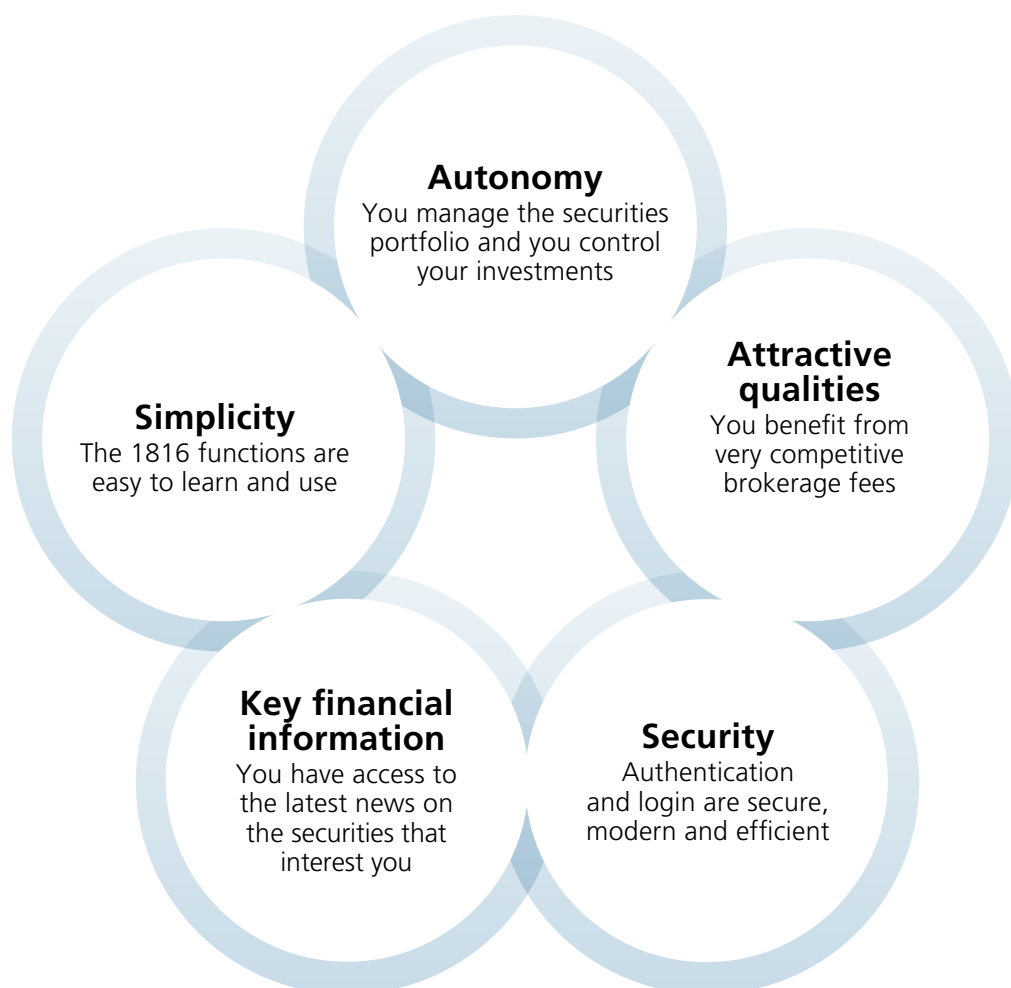 Autonomy
You manage the securities
portfolio and you control
your investments
Attractive
qualities
You benefit from
very competitive
brokerage fees
Simplicity
The 1816 functions are
easy to learn and use
Key financial
information
You have access to
the latest news on
the securities that
interest you
Security
Authentication
and login are secure,
modern and efficient